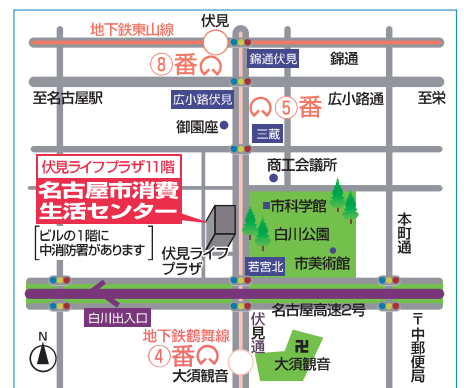 地下鉄東山線
伏見
⑧番
錦通伏見
錦通
至名古屋駅
広小路伏見
⑤番
広小路通
至栄
御園座
三蔵
伏見ライフプラザ11階
名古屋市消費
生活センター
ビルの1階に
中消防署があります
商工会議所
市科学館
白川公園
市美術館
本町通
伏見ライフ
プラザ
若宮北
白川出入口
名古屋高速2号
伏見通
地下鉄鶴舞線
④番
大須観音
卍
大須観音
〒中郵便局
N